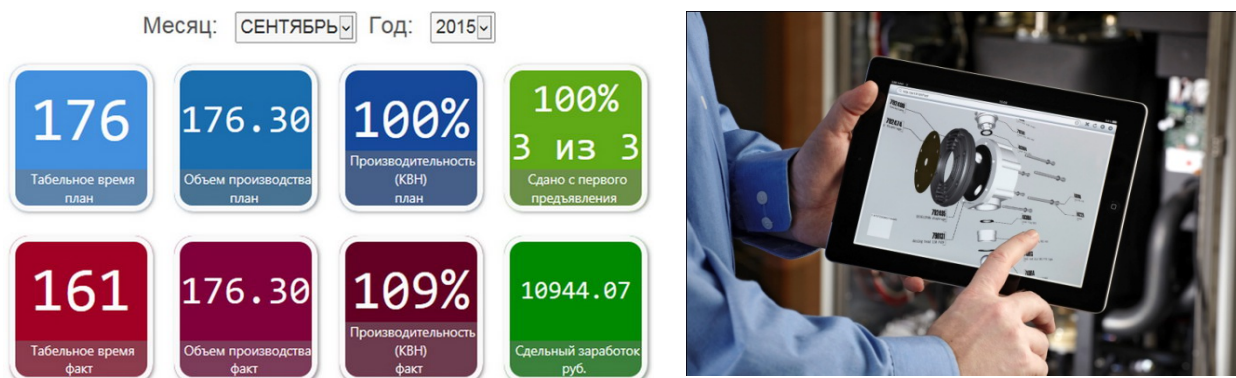 Месяц: СЕНТЯБРЬ Год: 2015
176
Табельное время
план
176.30
Объем производства
план
100%
Производительность
(КВН)
план
100%
3 из 3
Сдано с первого
предъявления
161
Табельное время
факт
176.30
Объем производства
факт
109%
Производительность
(КВН)
факт
10944.07
Сдельный заработок
руб.